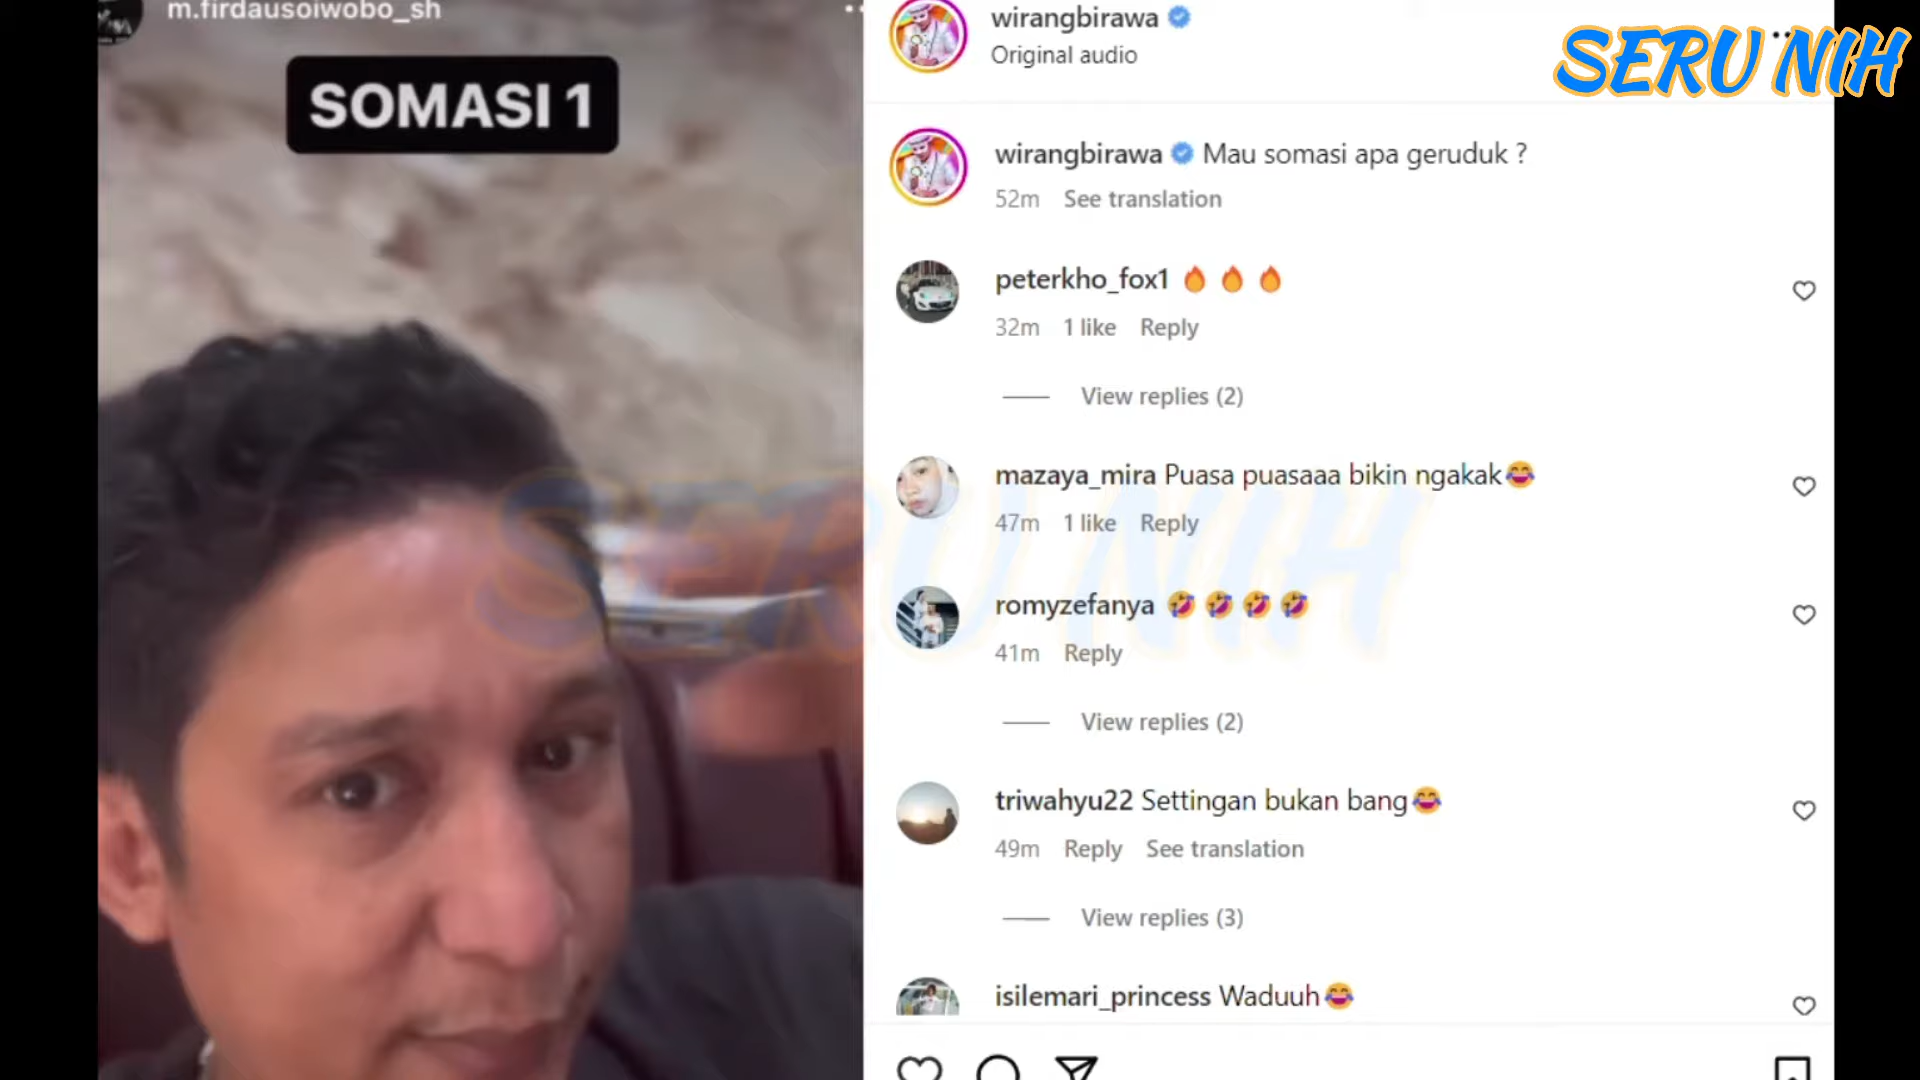 m.firdausoiwobo_sh
SOMASI 1
wirangbirawa
Original audio
SERU NIH
wirangbirawa Mau somasi apa geruduk ?
52m See translation
peterkho_fox1 🔥 🔥 🔥
32m 1 like Reply
View replies (2)
mazaya_mira Puasa puasaaa bikin ngakak😂
47m 1 like Reply
SERU NIH
romyzefanya 🤣 🤣 🤣 🤣
41m Reply
View replies (2)
triwahyu22 Settingan bukan bang😂
49m Reply See translation
View replies (3)
isilemari_princess Waduuh😂